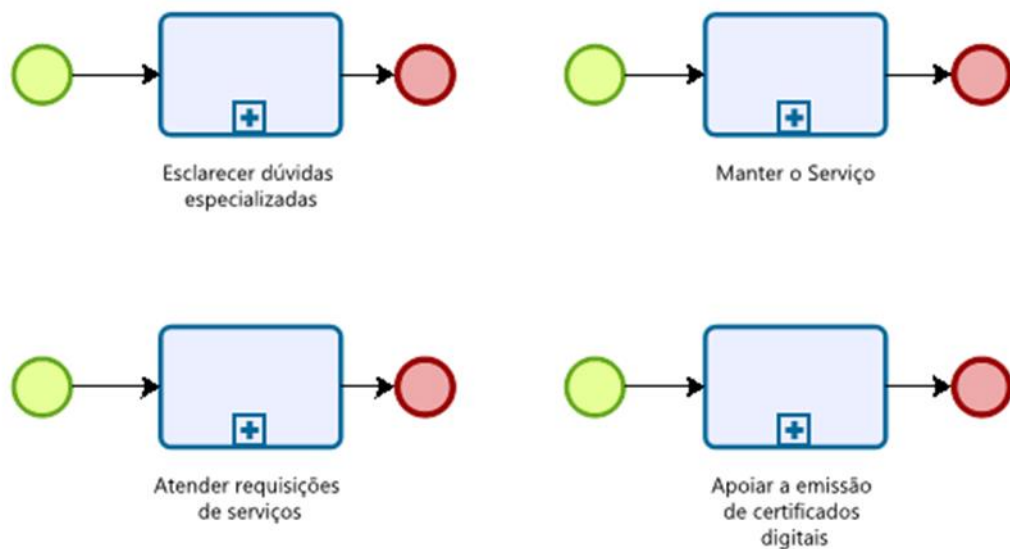 Esclarecer dúvidas
especializadas
Manter o Serviço
Atender requisições
de serviços
Apoiar a emissão
de certificados
digitais